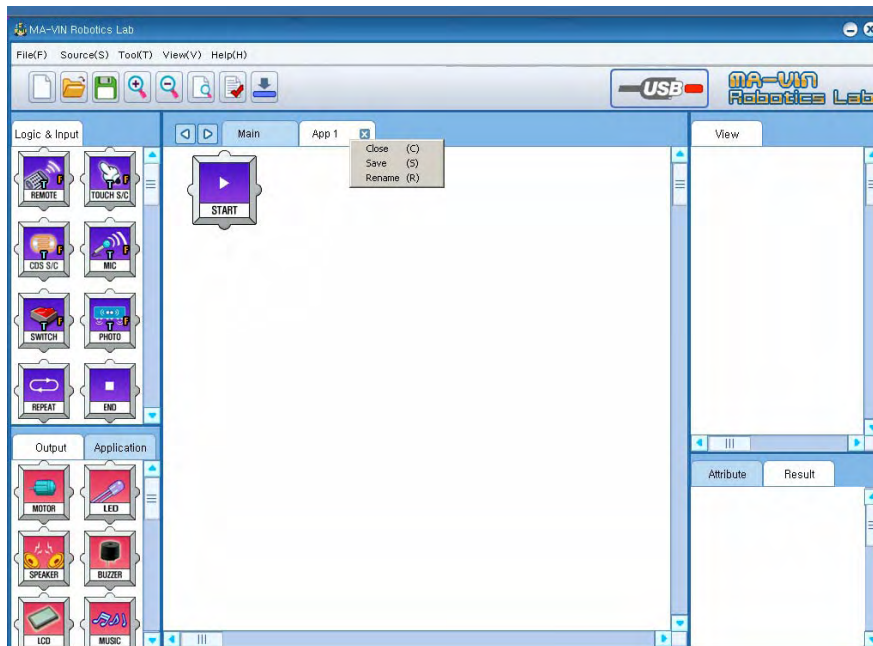 MA-VIN Robotics Lab
File(F) Source(S) Tool(T) View(V) Help(H)
USB
MA-VIN
Robotics Lab
Logic & Input
Main
App 1
View
Close (C)
Save (S)
Rename (R)
START
T F
REMOTE
T F
TOUCH S/C
T F
CDS S/C
T F
MIC
T F
SWITCH
T F
PHOTO
REPEAT
END
Output
Application
Attribute
Result
MOTOR
LED
SPEAKER
BUZZER
LCD
MUSIC